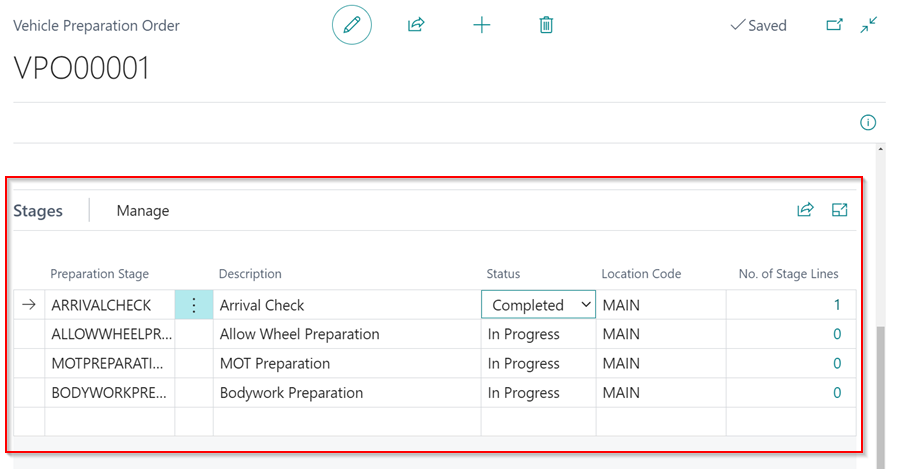 Vehicle Preparation Order
Saved
VPO00001
Stages Manage
Preparation Stage Description Status Location Code No. of Stage Lines
ARRIVALCHECK Arrival Check Completed MAIN 1
ALLOWWHEELPR... Allow Wheel Preparation In Progress MAIN 0
MOTPREPARATI... MOT Preparation In Progress MAIN 0
BODYWORKPRE... Bodywork Preparation In Progress MAIN 0